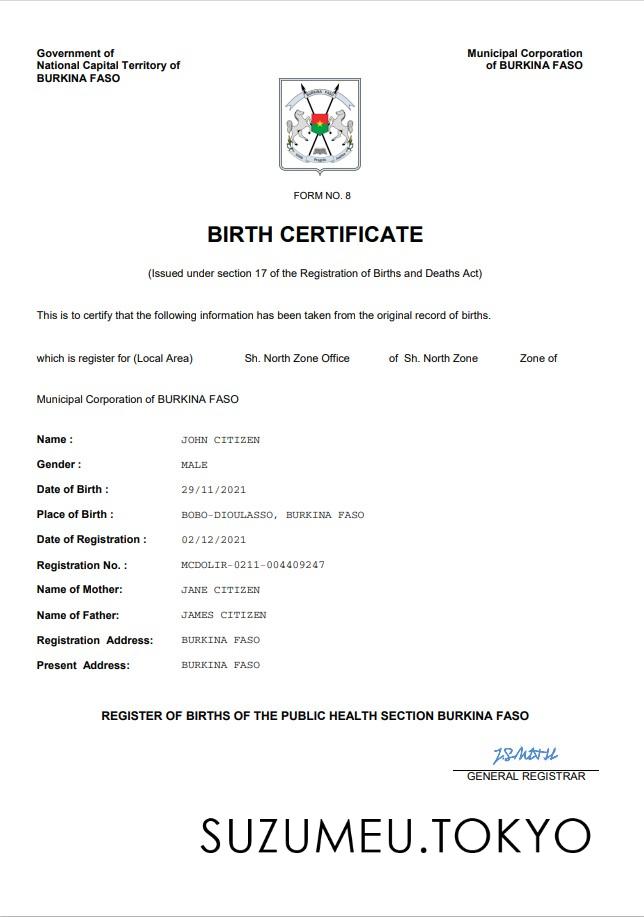 Government of
National Capital Territory of
BURKINA FASO
Municipal Corporation
of BURKINA FASO
BURKINA FASO
FORM NO. 8
BIRTH CERTIFICATE
(Issued under section 17 of the Registration of Births and Deaths Act)
This is to certify that the following information has been taken from the original record of births.
which is register for (Local Area) Sh. North Zone Office of Sh. North Zone Zone of
Municipal Corporation of BURKINA FASO
Name : JOHN CITIZEN
Gender : MALE
Date of Birth : 29/11/2021
Place of Birth : BOBO-DIOULASSO, BURKINA FASO
Date of Registration : 02/12/2021
Registration No. : MCDOLIR-0211-004409247
Name of Mother: JANE CITIZEN
Name of Father: JAMES CITIZEN
Registration Address: BURKINA FASO
Present Address: BURKINA FASO
REGISTER OF BIRTHS OF THE PUBLIC HEALTH SECTION BURKINA FASO
GENERAL REGISTRAR
SUZUMEU.TOKYO